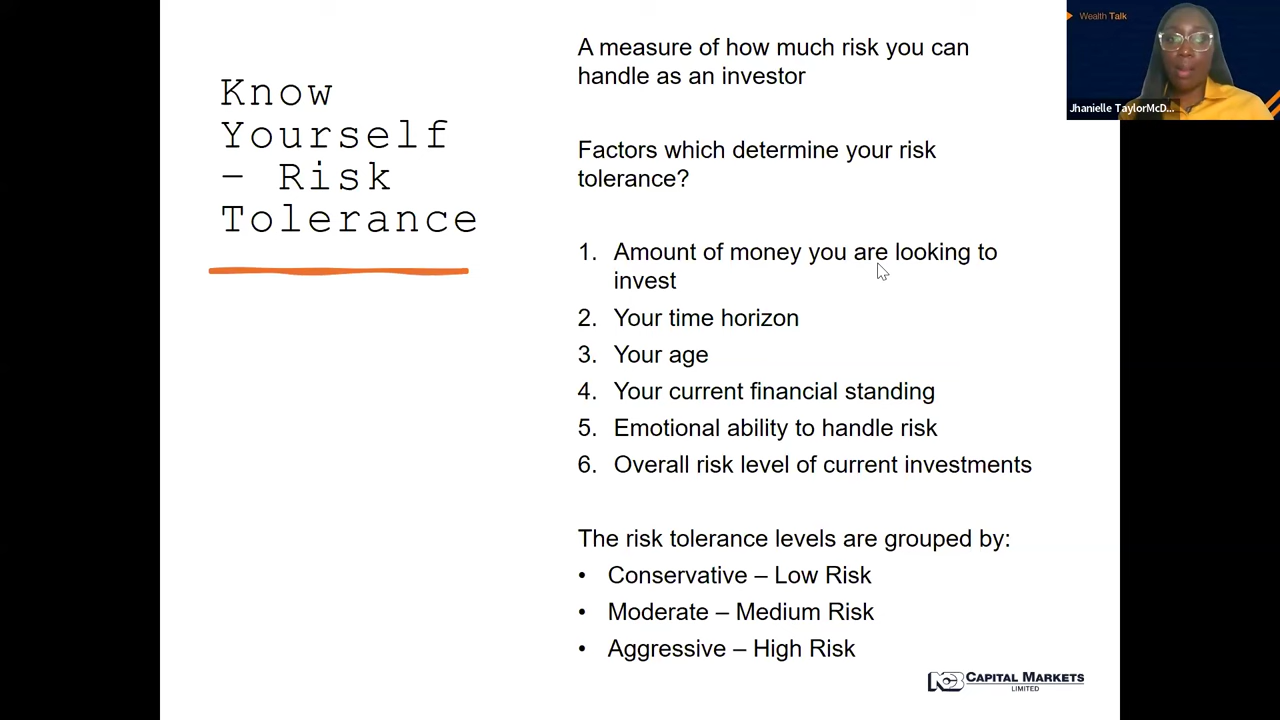 Know
Yourself
– Risk
Tolerance
A measure of how much risk you can
handle as an investor
Factors which determine your risk
tolerance?
1. Amount of money you are looking to
invest
2. Your time horizon
3. Your age
4. Your current financial standing
5. Emotional ability to handle risk
6. Overall risk level of current investments
The risk tolerance levels are grouped by:
• Conservative – Low Risk
• Moderate – Medium Risk
• Aggressive – High Risk
NCB CAPITAL MARKETS
LIMITED
Wealth Talk
Jhanielle TaylorMcD...